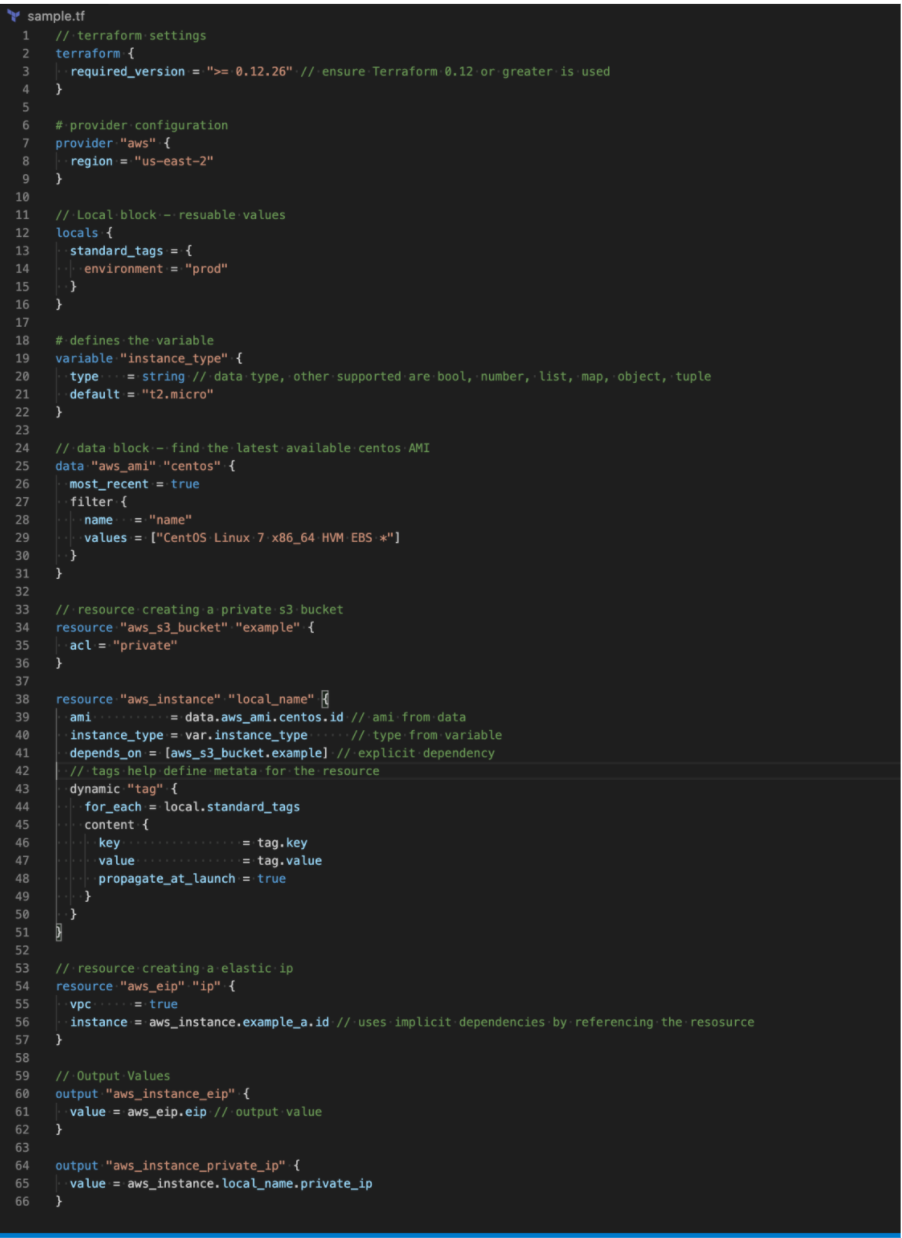 sample.tf
1 // terraform settings
2 terraform {
3 required_version = ">= 0.12.26" // ensure Terraform 0.12 or greater is used
4 }
5
6 # provider configuration
7 provider "aws" {
8 region = "us-east-2"
9 }
10
11 // Local block – resuable values
12 locals {
13 standard_tags = {
14 environment = "prod"
15 }
16 }
17
18 # defines the variable
19 variable "instance_type" {
20 type    = string // data type, other supported are bool, number, list, map, object, tuple
21 default = "t2.micro"
22 }
23
24 // data block – find the latest available centos AMI
25 data "aws_ami" "centos" {
26 most_recent = true
27 filter {
28 name   = "name"
29 values = ["CentOS Linux 7 x86_64 HVM EBS *"]
30 }
31 }
32
33 // resource creating a private s3 bucket
34 resource "aws_s3_bucket" "example" {
35 acl = "private"
36 }
37
38 resource "aws_instance" "local_name" {
39 ami           = data.aws_ami.centos.id // ami from data
40 instance_type = var.instance_type      // type from variable
41 depends_on = [aws_s3_bucket.example] // explicit dependency
42 // tags help define metata for the resource
43 dynamic "tag" {
44 for_each = local.standard_tags
45 content {
46 key                 = tag.key
47 value               = tag.value
48 propagate_at_launch = true
49 }
50 }
51 }
52
53 // resource creating a elastic ip
54 resource "aws_eip" "ip" {
55 vpc      = true
56 instance = aws_instance.example_a.id // uses implicit dependencies by referencing the resosurce
57 }
58
59 // Output Values
60 output "aws_instance_eip" {
61 value = aws_eip.eip // output value
62 }
63
64 output "aws_instance_private_ip" {
65 value = aws_instance.local_name.private_ip
66 }